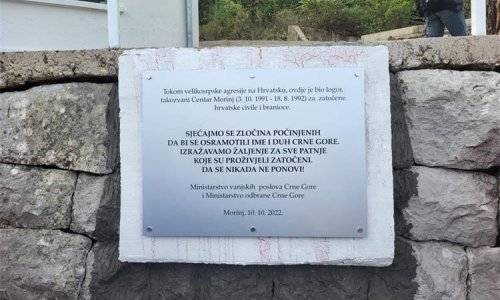 Tokom velikosrpske agresije na Hrvatsku, ovdje je bio logor,
takozvani Centar Morinj (3. 10. 1991 - 18. 8. 1992) za zatočene
hrvatske civile i branioce.
SJEĆAJMO SE ZLOČINA POČINJENIH
DA BI SE OSRAMOTILI IME I DUH CRNE GORE.
IZRAŽAVAMO ŽALJENJE ZA SVE PATNJE
KOJE SU PROŽIVJELI ZATOČENI.
DA SE NIKADA NE PONOVI!
Ministarstvo vanjskih poslova Crne Gore
i Ministarstvo odbrane Crne Gore
Morinj, 10. 10. 2022.